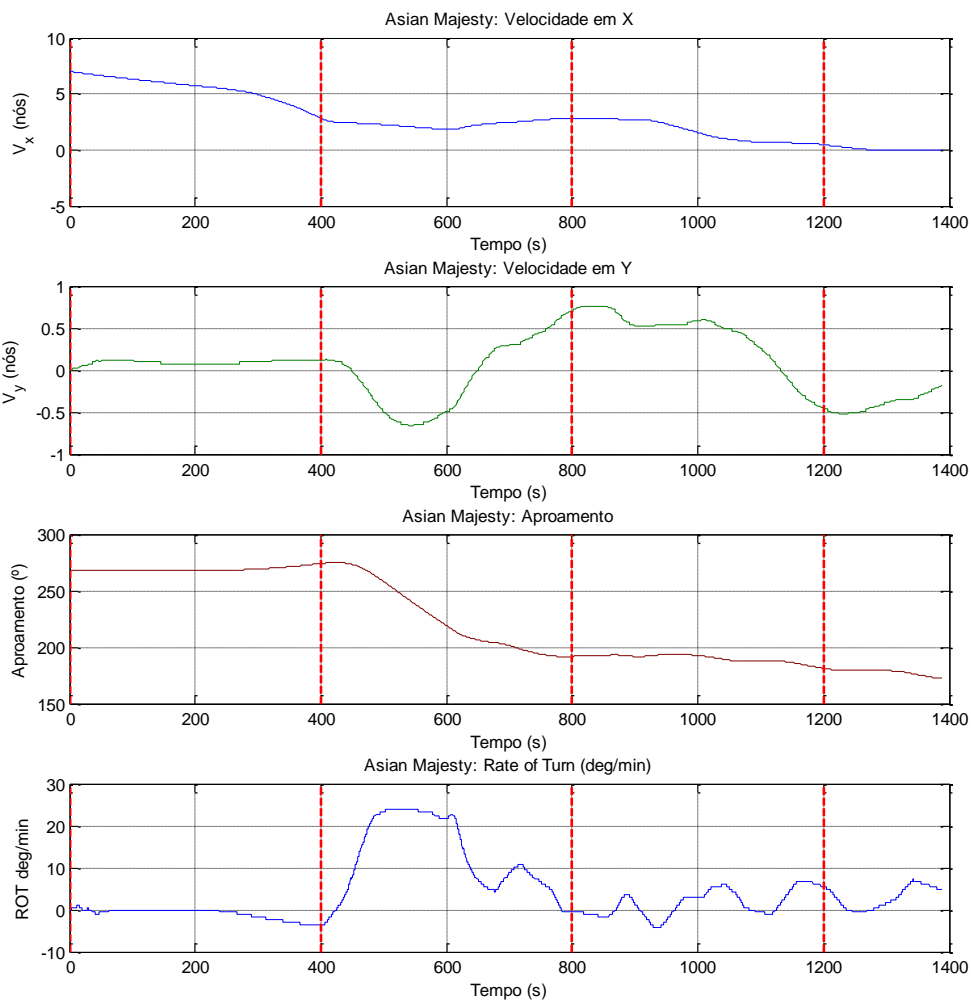 Asian Majesty: Velocidade em X
10
5
0
-5
V_x (nós)
0 200 400 600 800 1000 1200 1400
Tempo (s)
Asian Majesty: Velocidade em Y
1
0.5
0
-0.5
-1
V_y (nós)
0 200 400 600 800 1000 1200 1400
Tempo (s)
Asian Majesty: Aproamento
300
250
200
150
Aproamento (º)
0 200 400 600 800 1000 1200 1400
Tempo (s)
Asian Majesty: Rate of Turn (deg/min)
30
20
10
0
-10
ROT deg/min
0 200 400 600 800 1000 1200 1400
Tempo (s)